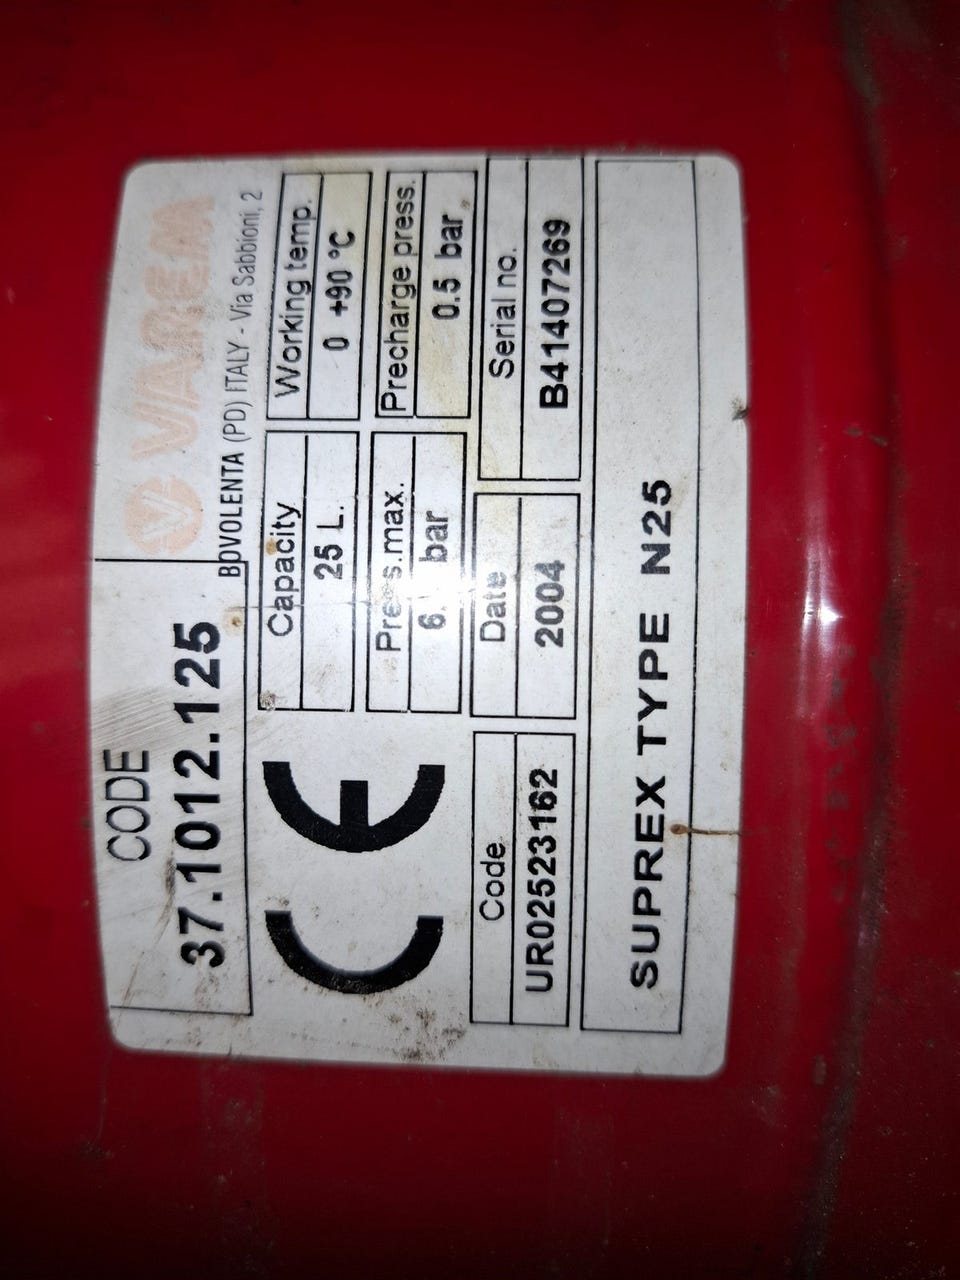 CODE
37.1012.125
VAREM
BOVOLENTA (PD) ITALY - Via Sabbioni, 2
CE
Capacity
25 L.
Working temp.
0 +90 °C
Press.max.
6. bar
Precharge press.
0.5 bar
Code
UR02523162
Date
2004
Serial no.
B41407269
SUPREX TYPE N25